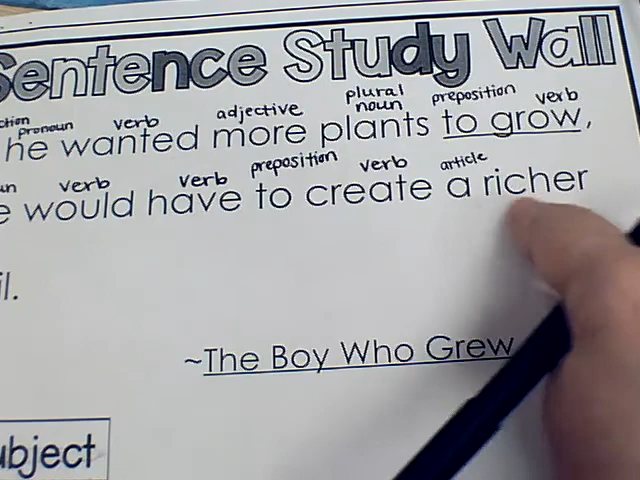 Sentence Study Wall
pronoun verb adjective plural noun preposition verb
he wanted more plants to grow,
verb verb preposition verb article
would have to create a richer
~The Boy Who Grew